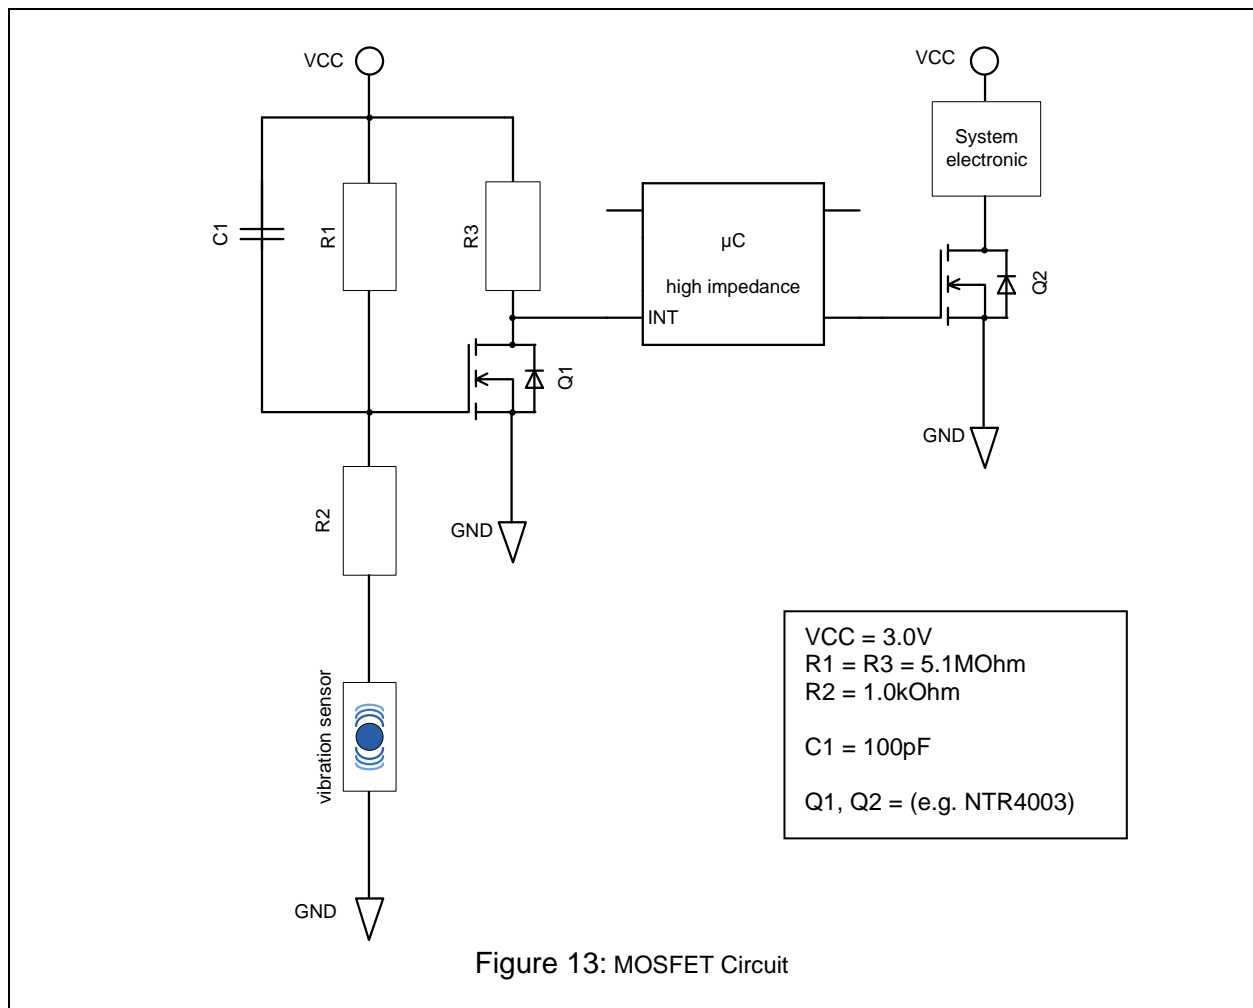 VCC
VCC
System
electronic
C1
R1
R3
µC
high impedance
INT
Q2
Q1
GND
R2
GND
vibration sensor
VCC = 3.0V
R1 = R3 = 5.1MOhm
R2 = 1.0kOhm
C1 = 100pF
Q1, Q2 = (e.g. NTR4003)
GND
Figure 13: MOSFET Circuit